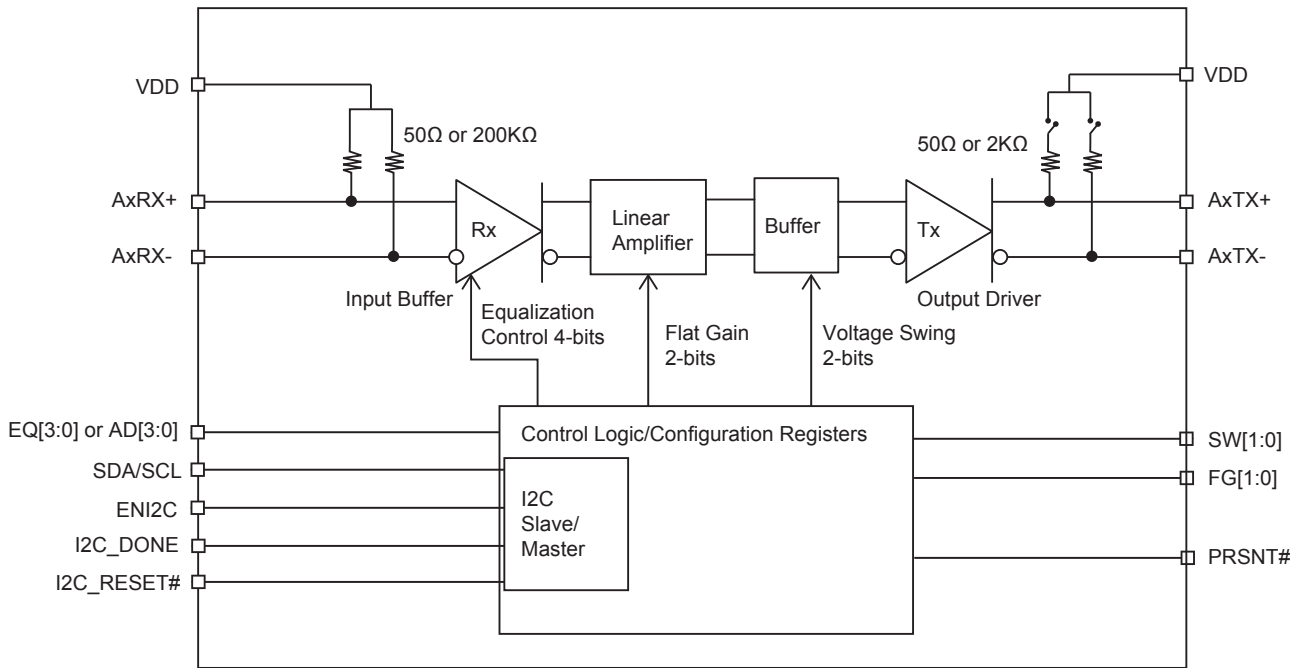 VDD
VDD
50Ω or 200KΩ
50Ω or 2KΩ
AxRX+
Rx
Linear
Amplifier
Buffer
Tx
AxTX+
AxRX-
AxTX-
Input Buffer
Output Driver
Equalization
Control 4-bits
Flat Gain
2-bits
Voltage Swing
2-bits
EQ[3:0] or AD[3:0]
Control Logic/Configuration Registers
SW[1:0]
SDA/SCL
FG[1:0]
ENI2C
I2C
Slave/
Master
I2C_DONE
PRSNT#
I2C_RESET#